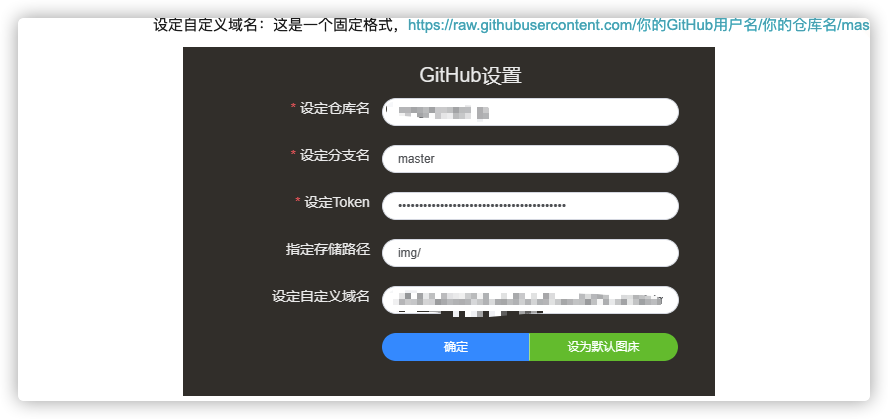 设定自定义域名：这是一个固定格式，https://raw.githubusercontent.com/你的GitHub用户名/你的仓库名/mas
GitHub设置
* 设定仓库名
* 设定分支名 master
* 设定Token ••••••••••••••••••••••••••••••••••••••••
指定存储路径 img/
设定自定义域名
确定 设为默认图床